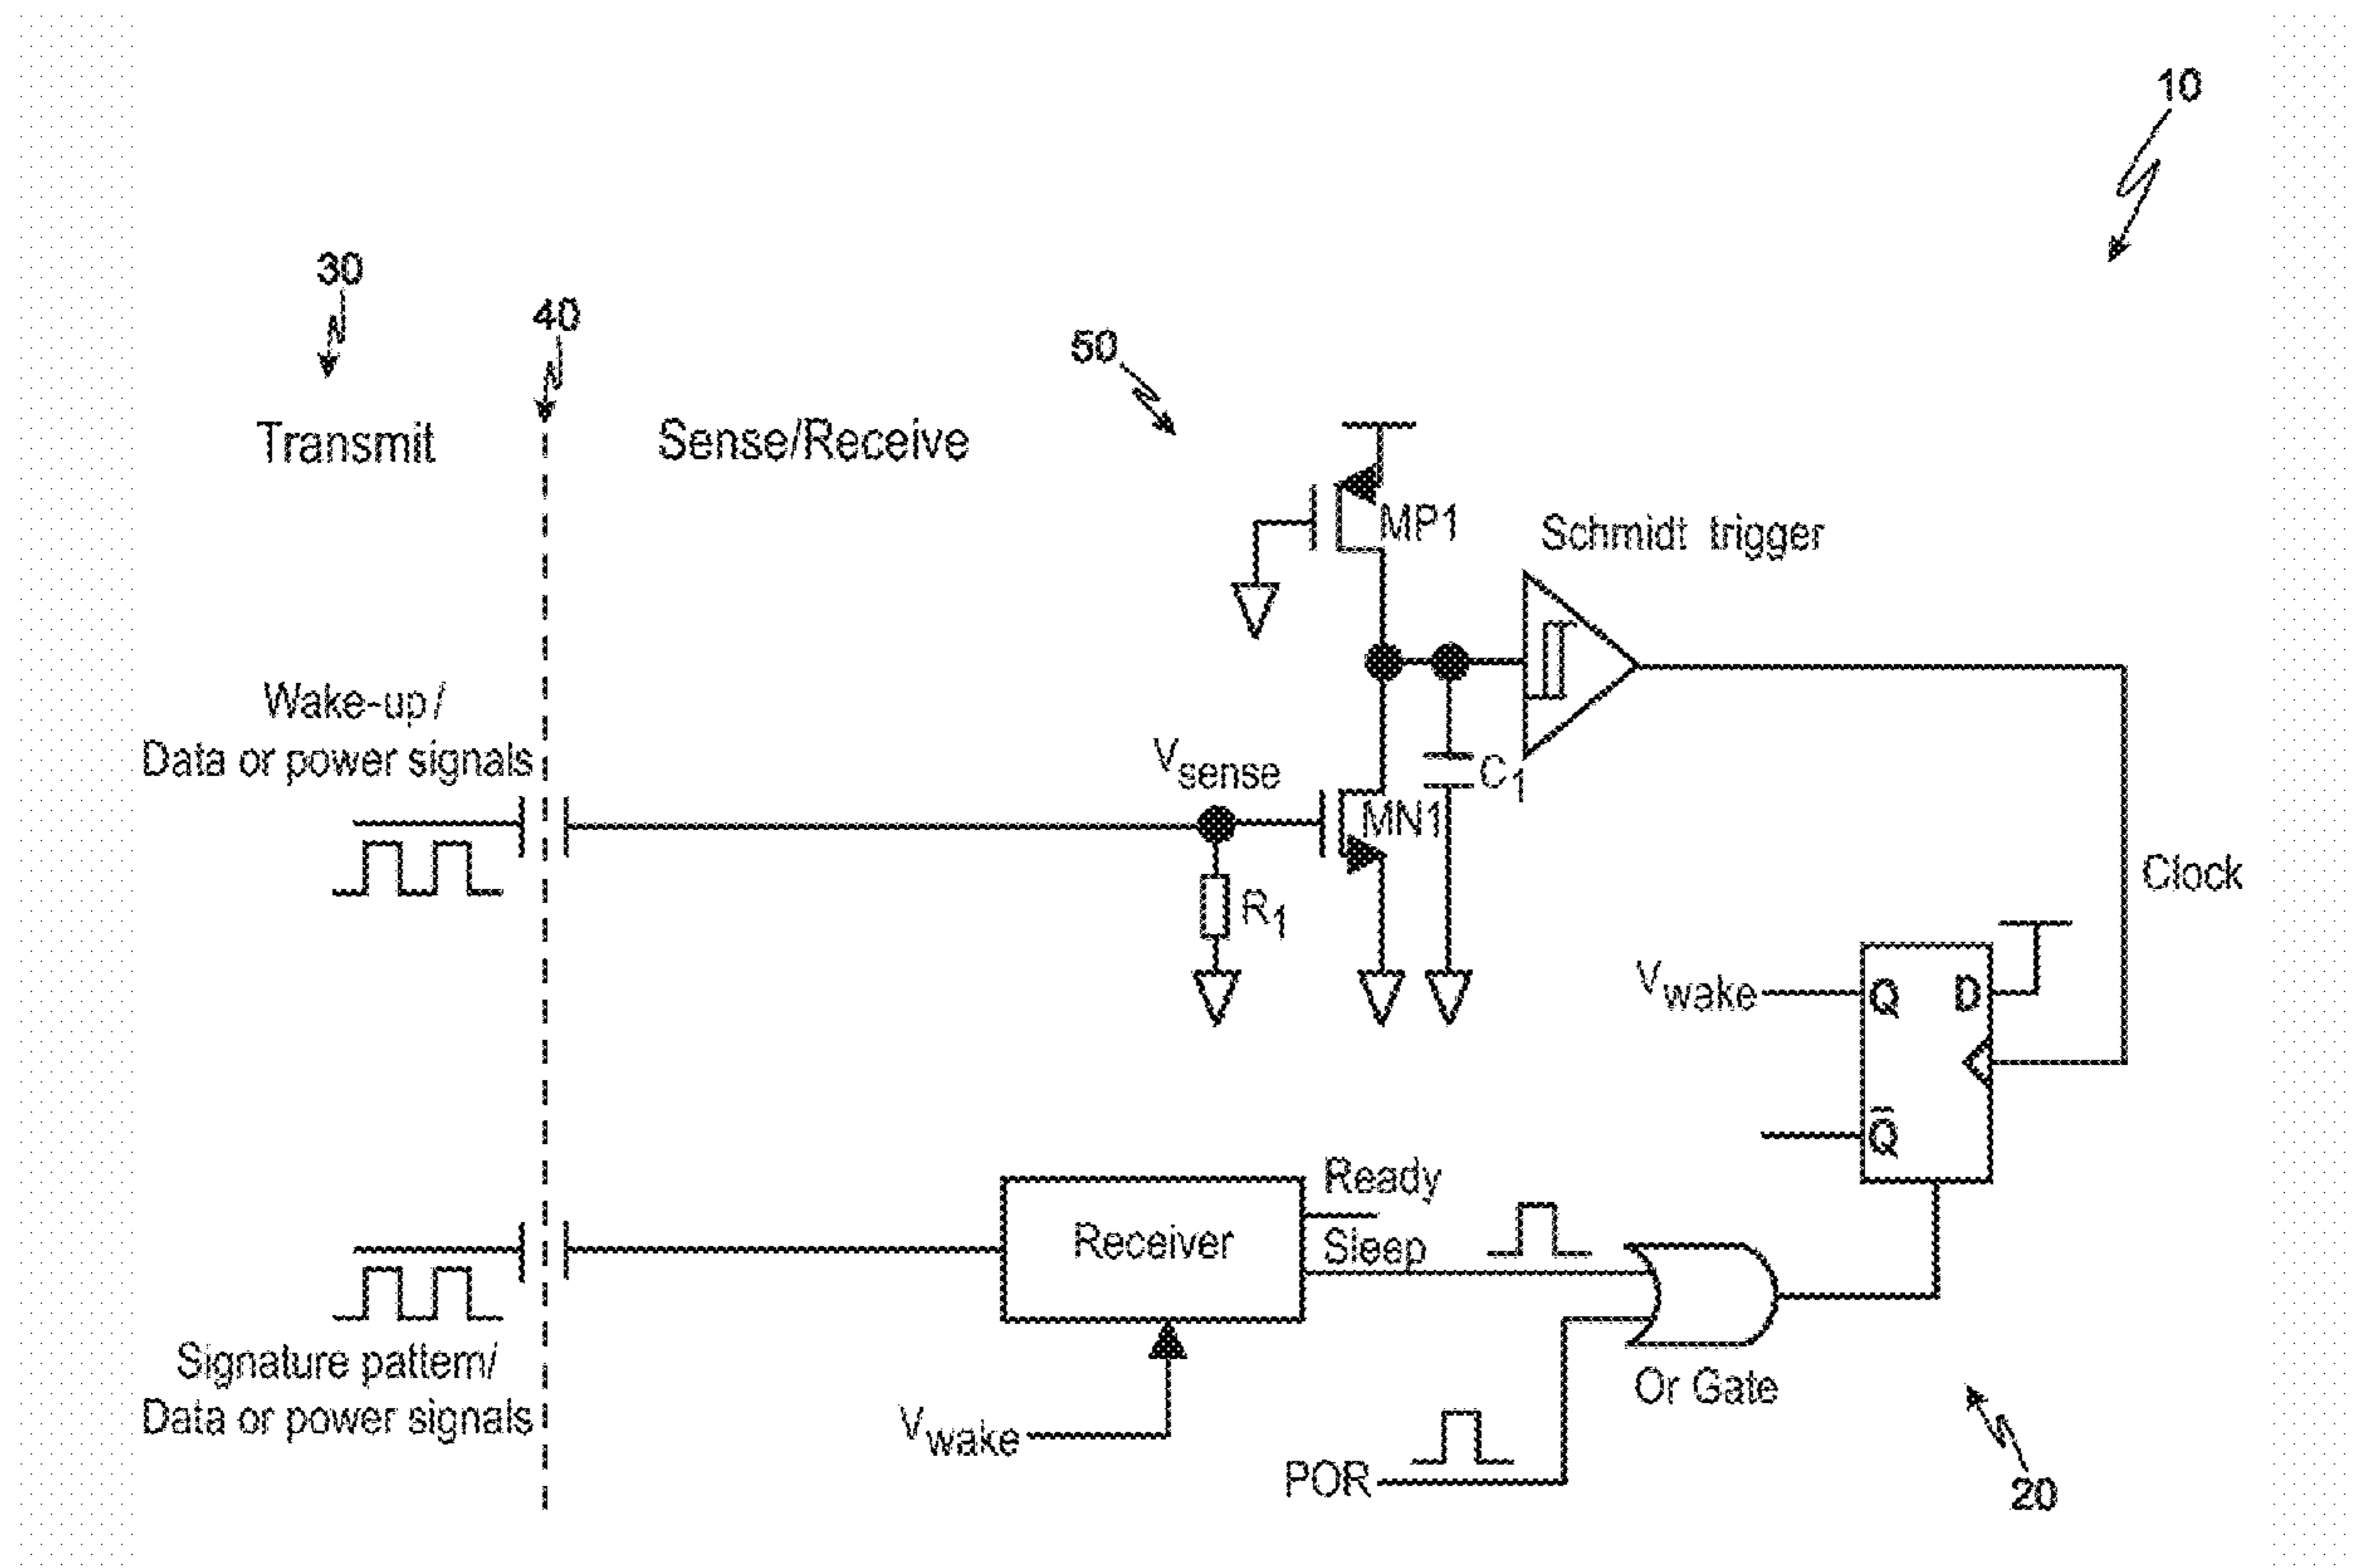 10
30
40
50
Transmit
Sense/Receive
MP1
Schmidt trigger
Wake-up/
Data or power signals
Vsense
C1
MN1
R1
Clock
Vwake
Q
D
Q̅
Ready
Receiver
Sleep
Signature pattern/
Data or power signals
Or Gate
Vwake
POR
20